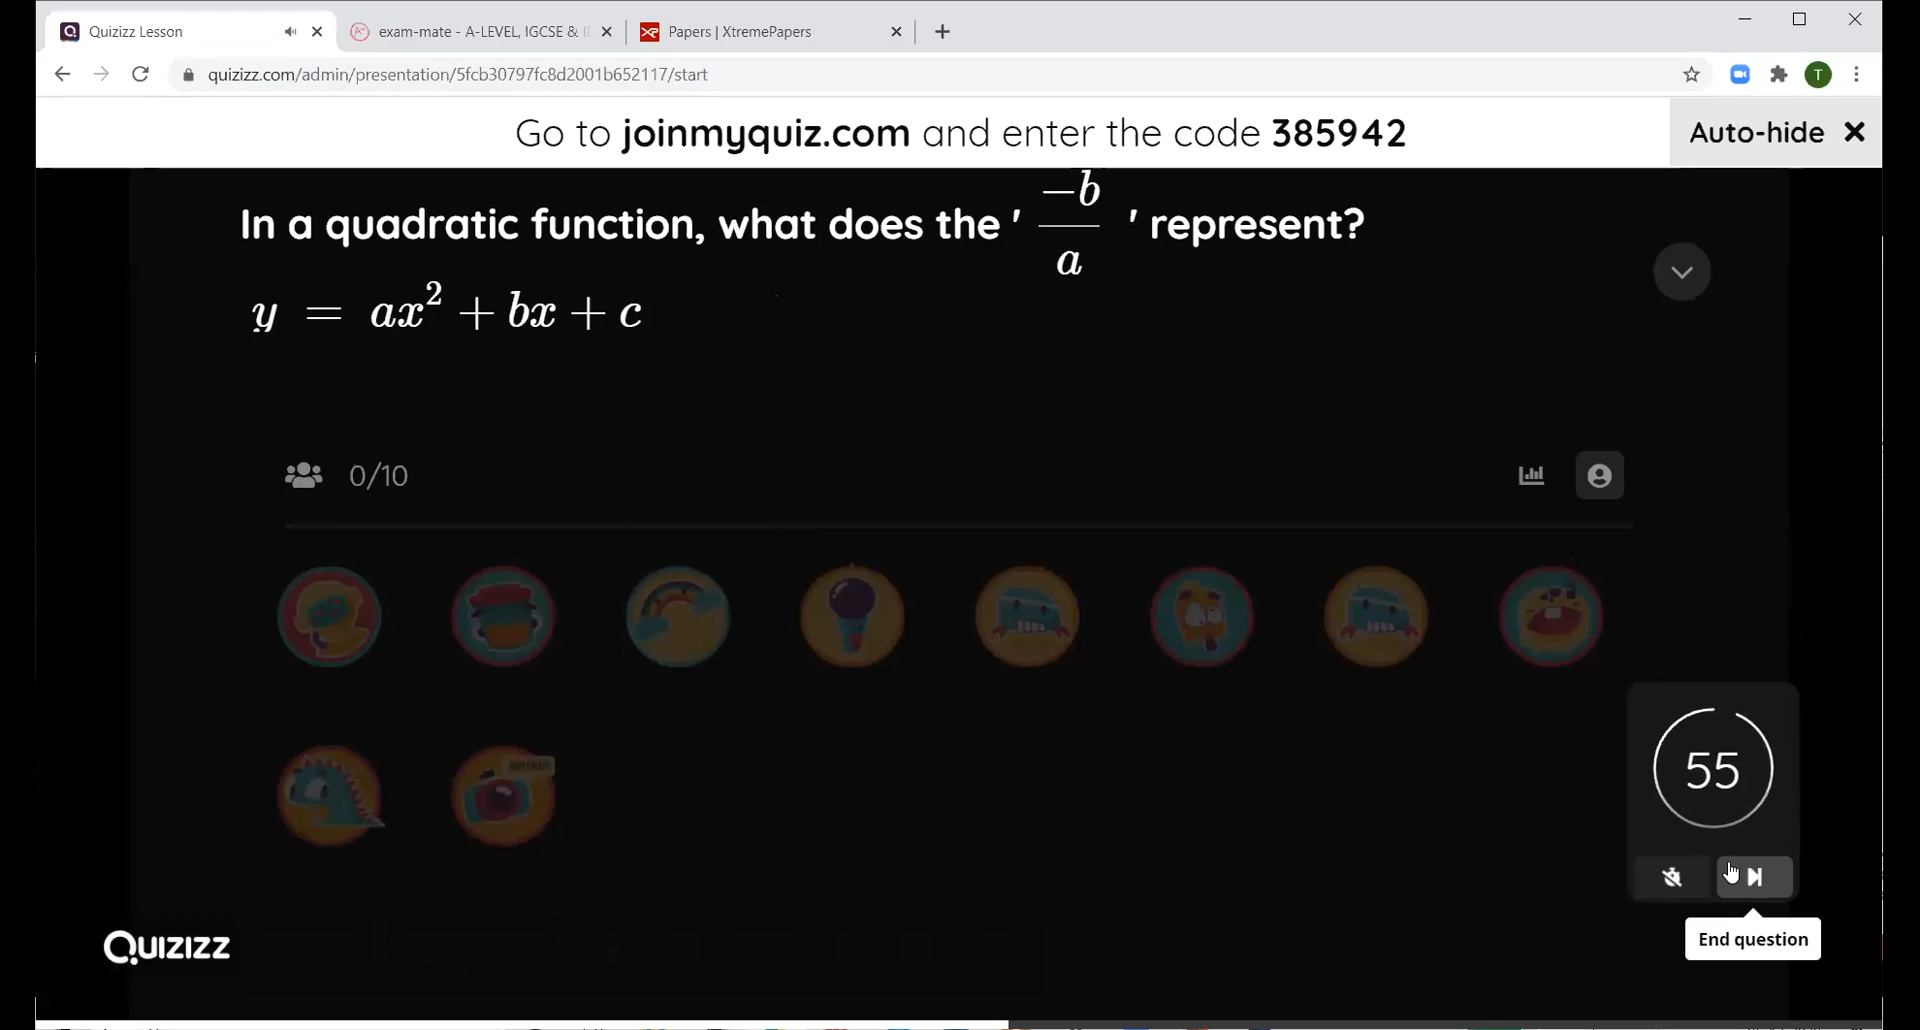 Quizizz Lesson
exam-mate - A-LEVEL, IGCSE &
Papers | XtremePapers
quizizz.com/admin/presentation/5fcb30797fc8d2001b652117/start
T
Go to joinmyquiz.com and enter the code 385942
Auto-hide
In a quadratic function, what does the ' \frac{-b}{a} ' represent?
y = ax² + bx + c
0/10
55
End question
QUIZIZZ